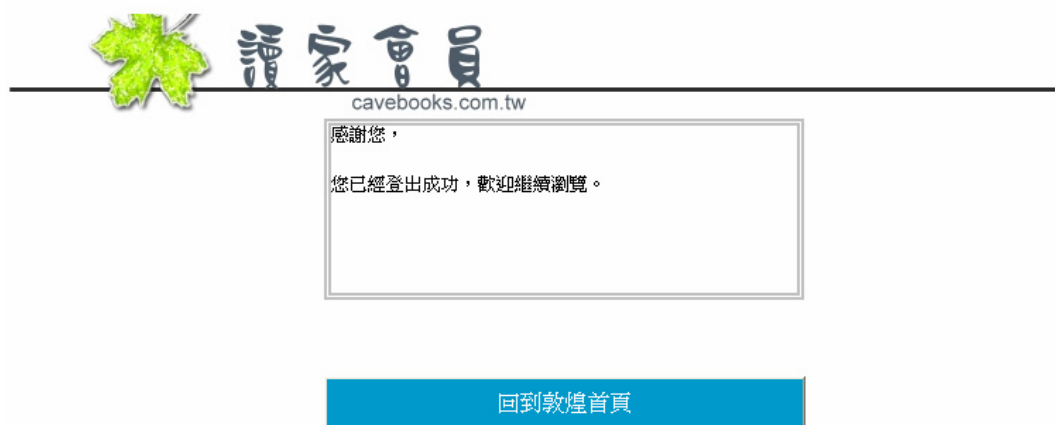 讀家會員
cavebooks.com.tw
感謝您，
您已經登出成功，歡迎繼續瀏覽。
回到敦煌首頁